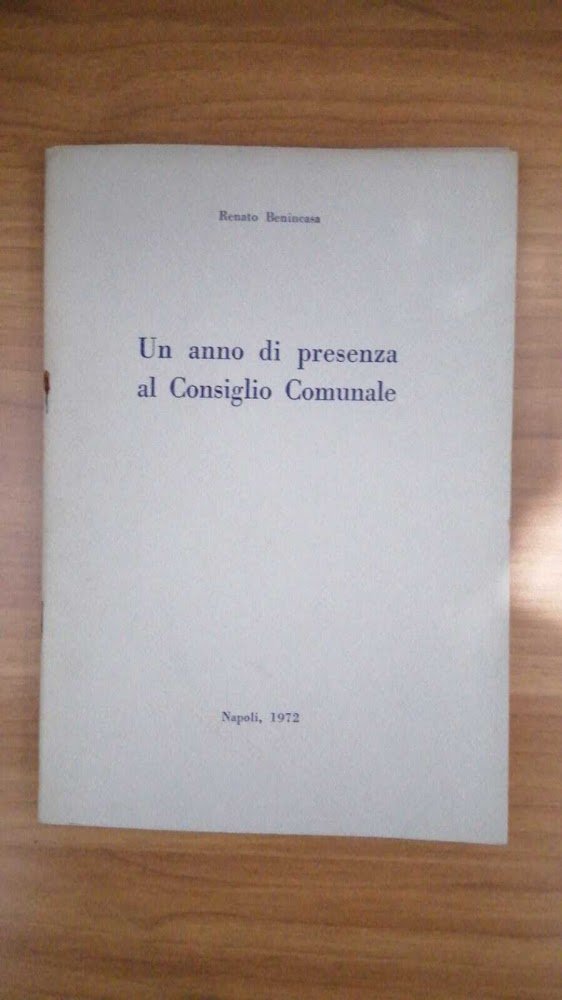 Renato Benincasa
Un anno di presenza
al Consiglio Comunale
Napoli, 1972